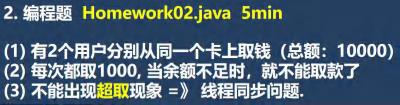 2. 编程题 Homework02.java 5min
(1) 有2个用户分别从同一个卡上取钱（总额：10000）
(2) 每次都取1000, 当余额不足时，就不能取款了
(3) 不能出现超取现象 =》 线程同步问题.